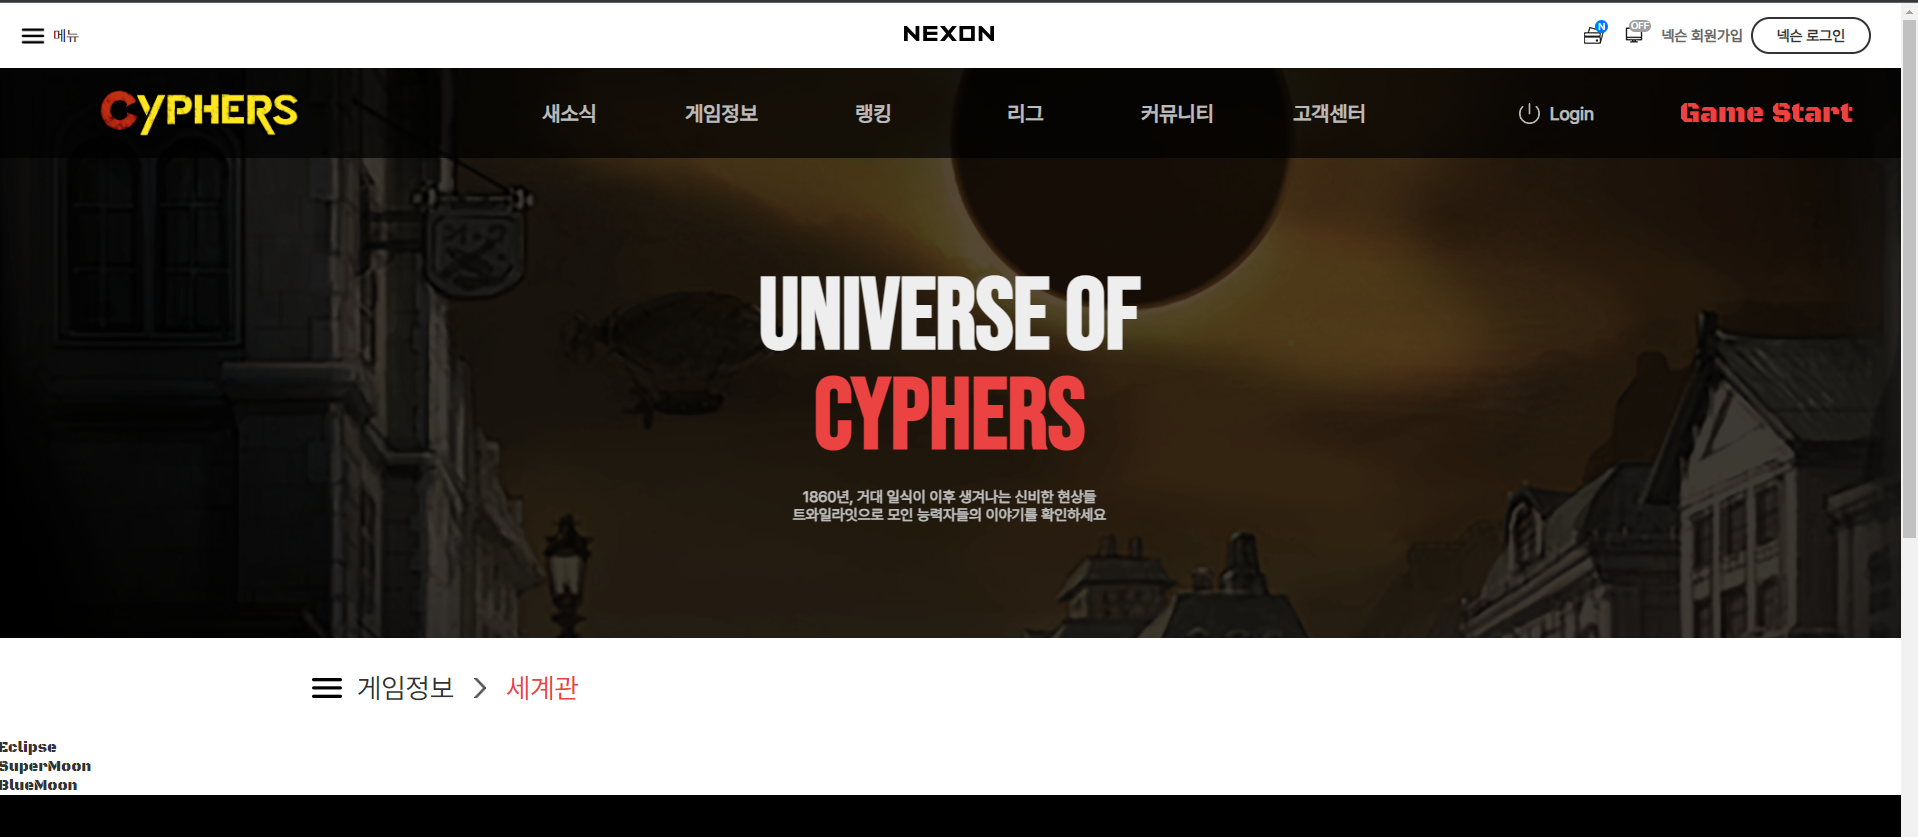 메뉴
NEXON
N
OFF
넥슨 회원가입
넥슨 로그인
CYPHERS
새소식
게임정보
랭킹
리그
커뮤니티
고객센터
Login
Game Start
UNIVERSE OF
CYPHERS
1860년, 거대 일식이 이후 생겨나는 신비한 현상들
트와일라잇으로 모인 능력자들의 이야기를 확인하세요
게임정보 > 세계관
Eclipse
SuperMoon
BlueMoon